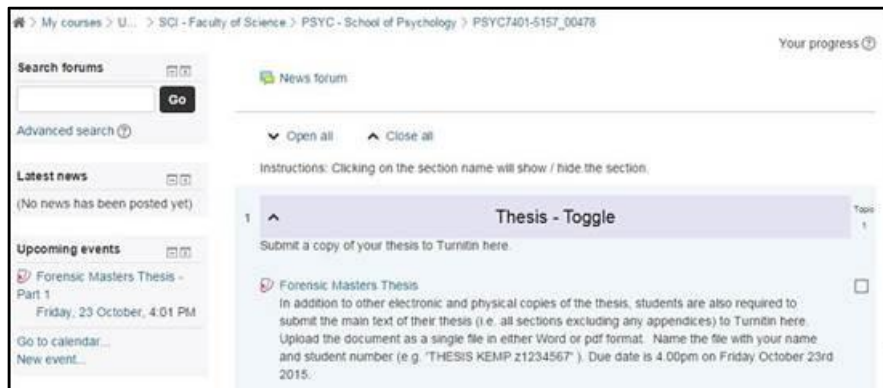 > My courses > U... > SCI - Faculty of Science > PSYC - School of Psychology > PSYC7401-5157_00478
Your progress
Search forums
Go
Advanced search
Latest news
(No news has been posted yet)
Upcoming events
Forensic Masters Thesis -
Part 1
Friday, 23 October, 4:01 PM
Go to calendar...
New event...
News forum
Open all Close all
Instructions: Clicking on the section name will show / hide the section.
1 Thesis - Toggle Topic
1
Submit a copy of your thesis to Turnitin here.
Forensic Masters Thesis
In addition to other electronic and physical copies of the thesis, students are also required to
submit the main text of their thesis (i.e. all sections excluding any appendices) to Turnitin here.
Upload the document as a single file in either Word or pdf format. Name the file with your name
and student number (e.g. 'THESIS KEMP z1234567' ). Due date is 4.00pm on Friday October 23rd
2015.